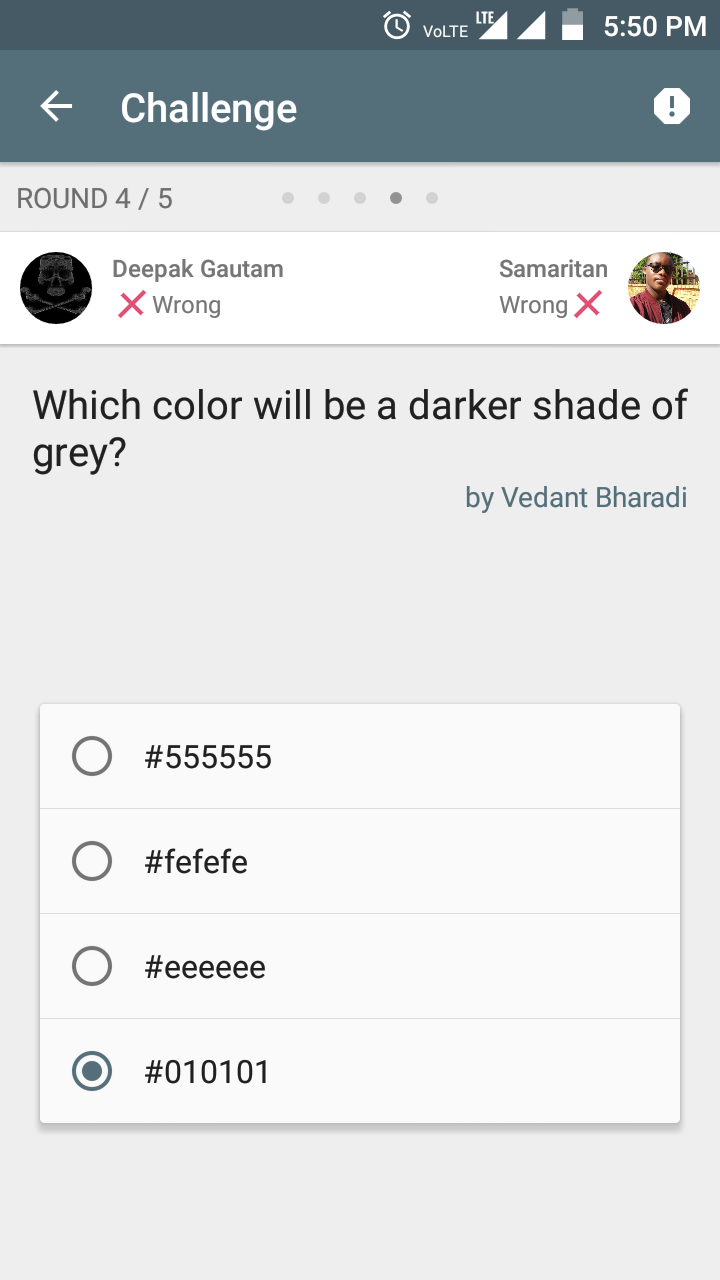 VoLTE LTE 5:50 PM
Challenge
ROUND 4 / 5
Deepak Gautam
Wrong
Samaritan
Wrong
Which color will be a darker shade of
grey?
by Vedant Bharadi
#555555
#fefefe
#eeeeee
#010101